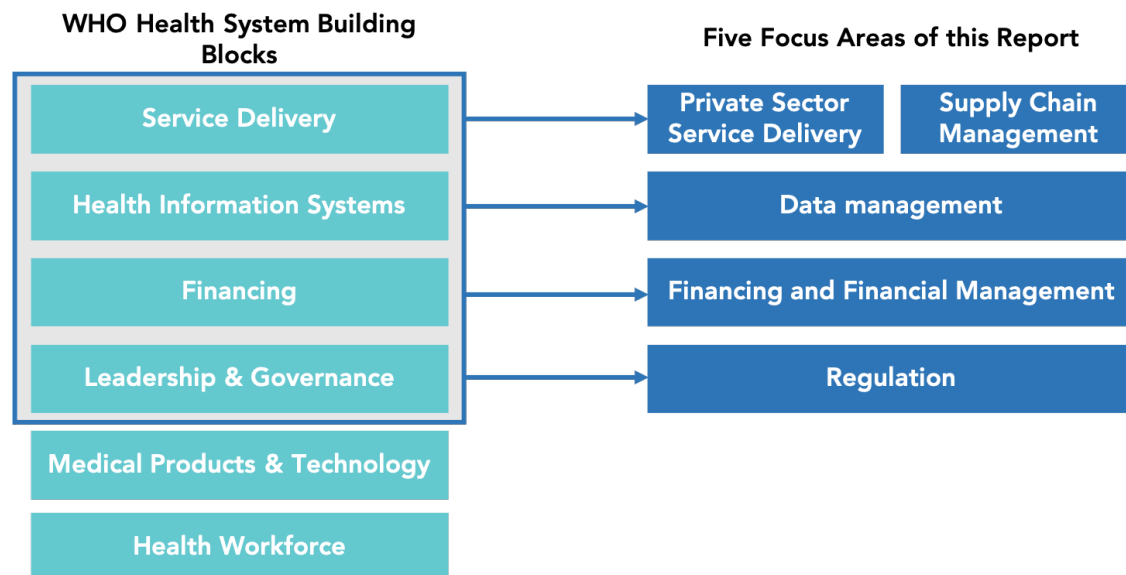 WHO Health System Building
Blocks
Five Focus Areas of this Report
Service Delivery
Private Sector
Service Delivery
Supply Chain
Management
Health Information Systems
Data management
Financing
Financing and Financial Management
Leadership & Governance
Regulation
Medical Products & Technology
Health Workforce